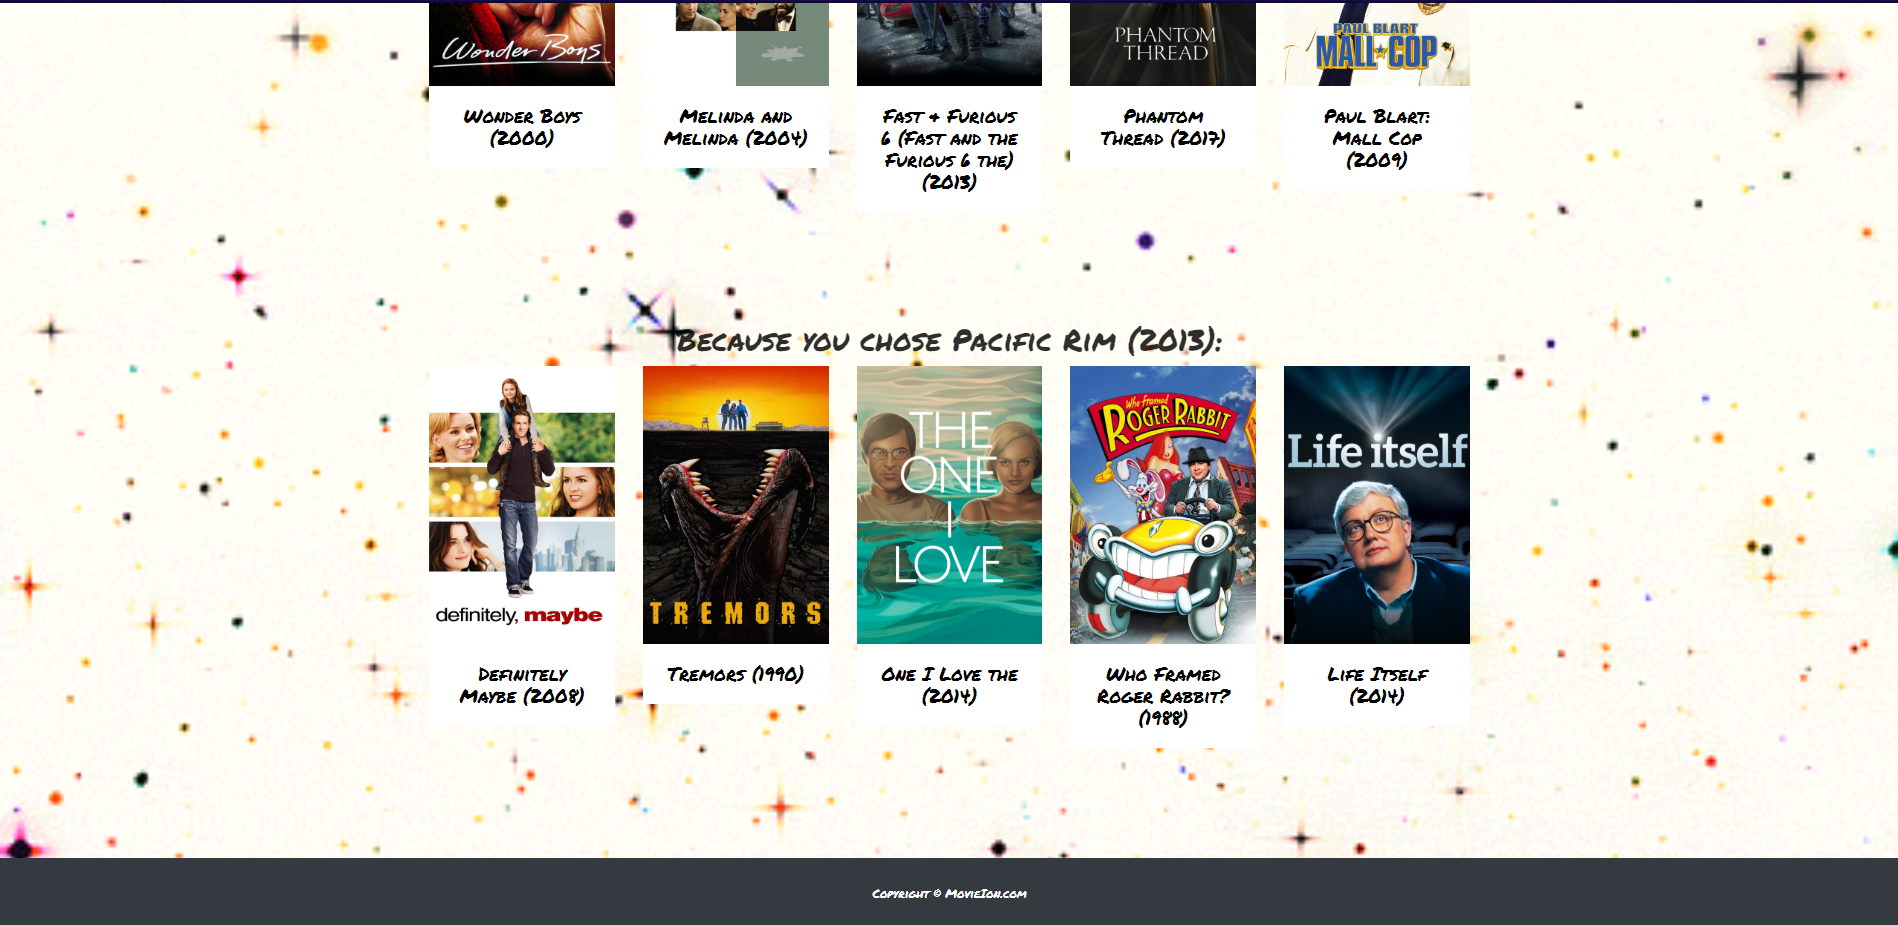 Wonder Boys
PHANTOM
THREAD
PAUL BLART
MALL COP
Wonder Boys
(2000)
Melinda and
Melinda (2004)
Fast & Furious
6 (Fast and the
Furious 6 the)
(2013)
Phantom
Thread (2017)
Paul Blart:
Mall Cop
(2009)
Because you chose Pacific Rim (2013):
definitely, maybe
TREMORS
THE
ONE
I
LOVE
Who framed
ROGER RABBIT
Life itself
Definitely
Maybe (2008)
Tremors (1990)
One I Love the
(2014)
Who Framed
Roger Rabbit?
(1988)
Life Itself
(2014)
Copyright © MovieIon.com